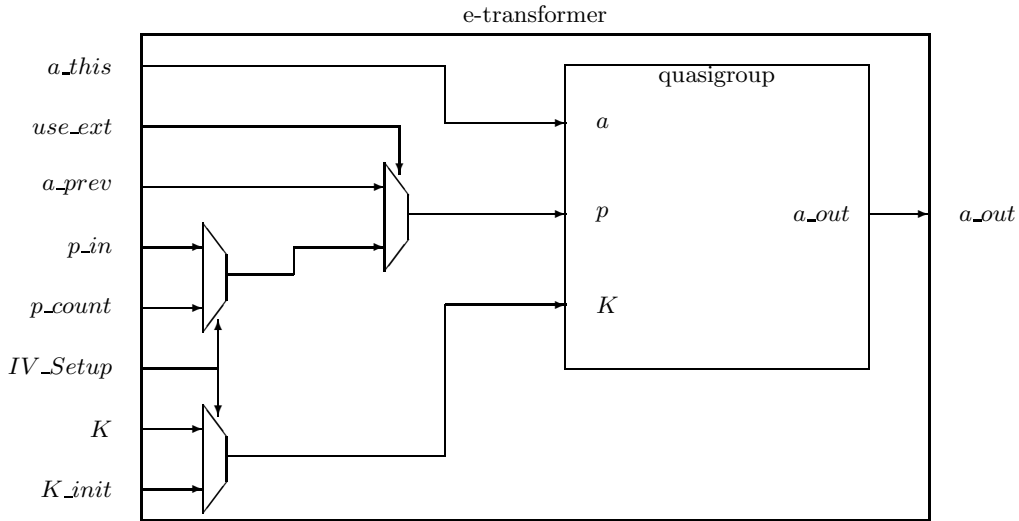 e-transformer
a_this
quasigroup
use_ext
a
a_prev
p
a_out
a_out
p_in
p_count
K
IV_Setup
K
K_init